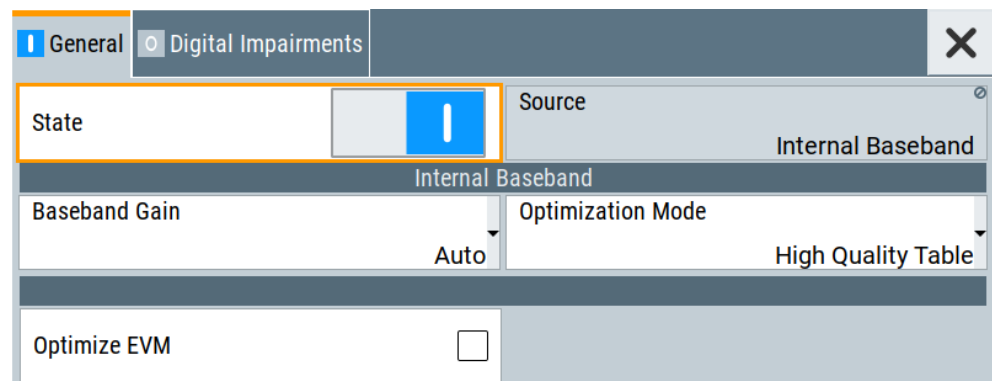 General
Digital Impairments
State
Source
Internal Baseband
Internal Baseband
Baseband Gain
Optimization Mode
Auto
High Quality Table
Optimize EVM